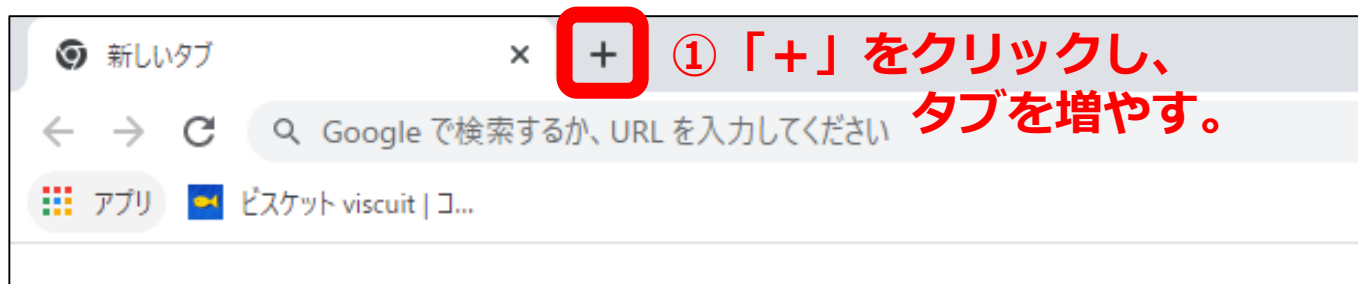 新しいタブ
①「+」をクリックし、
タブを増やす。
Google で検索するか、URL を入力してください
アプリ ビスケット viscuit | コ...